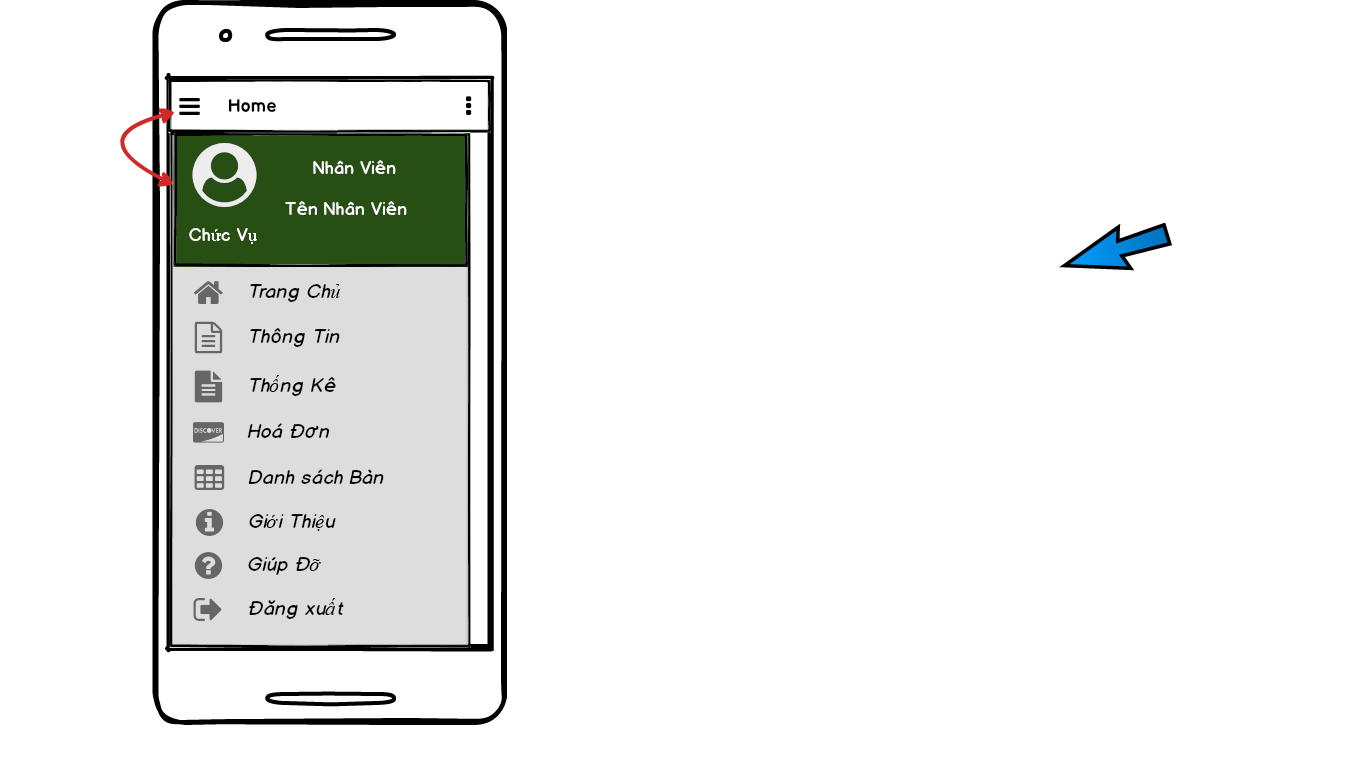 Home
Nhân Viên
Tên Nhân Viên
Chức Vụ
Trang Chủ
Thông Tin
Thống Kê
DISCOVER
Hoá Đơn
Danh sách Bàn
Giới Thiệu
Giúp Đỡ
Đăng xuất